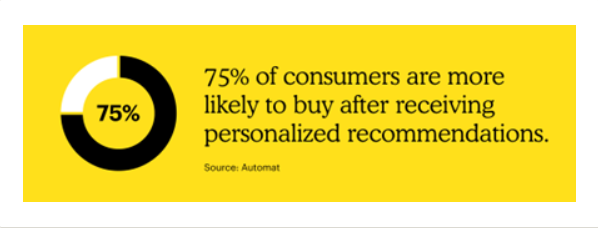 75%
75% of consumers are more
likely to buy after receiving
personalized recommendations.
Source: Automat